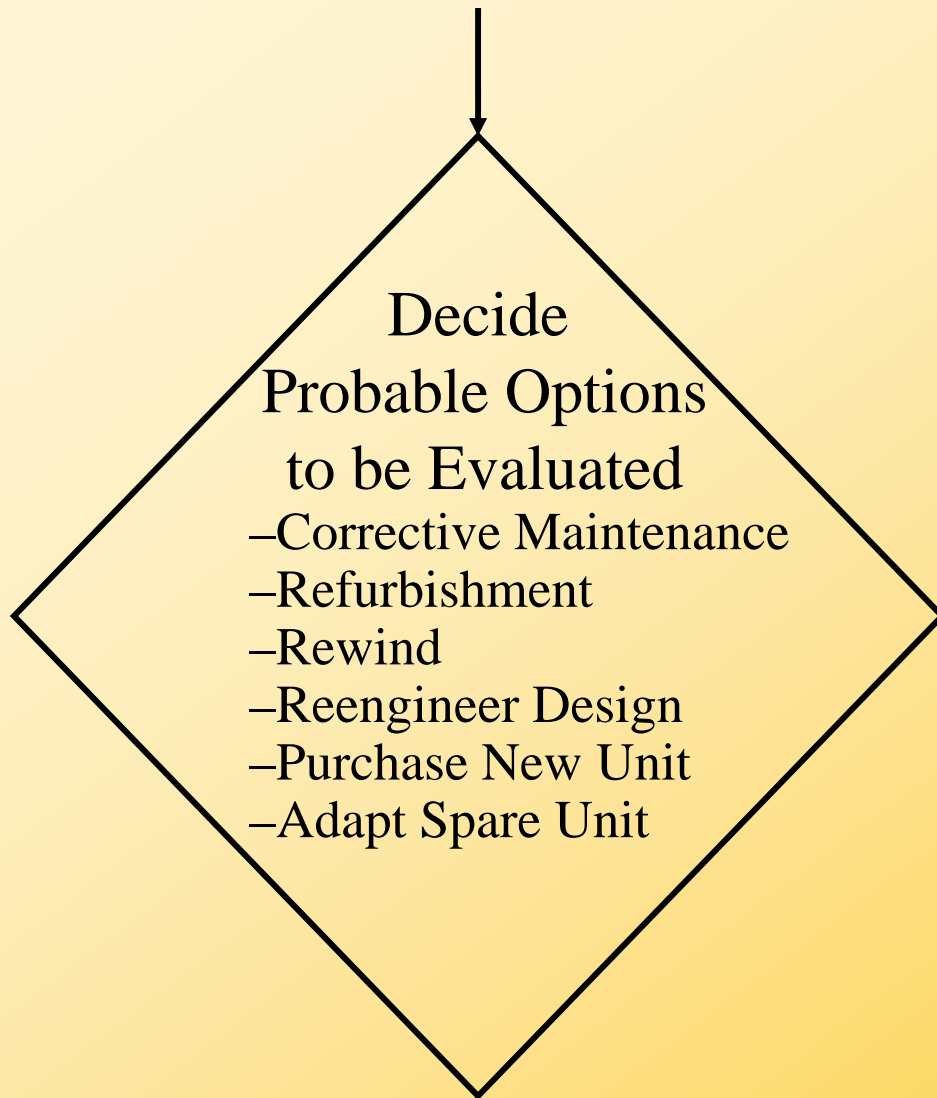 Decide
Probable Options
to be Evaluated
–Corrective Maintenance
–Refurbishment
–Rewind
–Reengineer Design
–Purchase New Unit
–Adapt Spare Unit